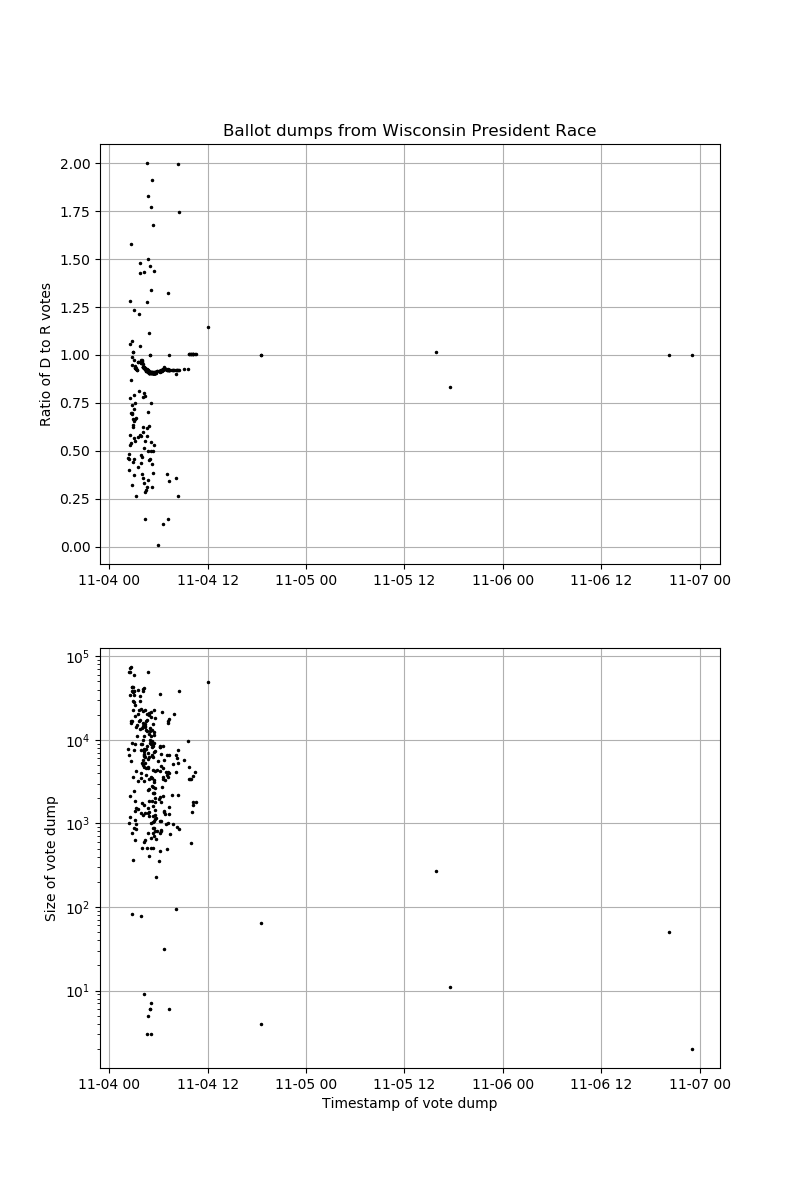 Ballot dumps from Wisconsin President Race
Ratio of D to R votes
2.00
1.75
1.50
1.25
1.00
0.75
0.50
0.25
0.00
11-04 00 11-04 12 11-05 00 11-05 12 11-06 00 11-06 12 11-07 00
Size of vote dump
10^5
10^4
10^3
10^2
10^1
11-04 00 11-04 12 11-05 00 11-05 12 11-06 00 11-06 12 11-07 00
Timestamp of vote dump